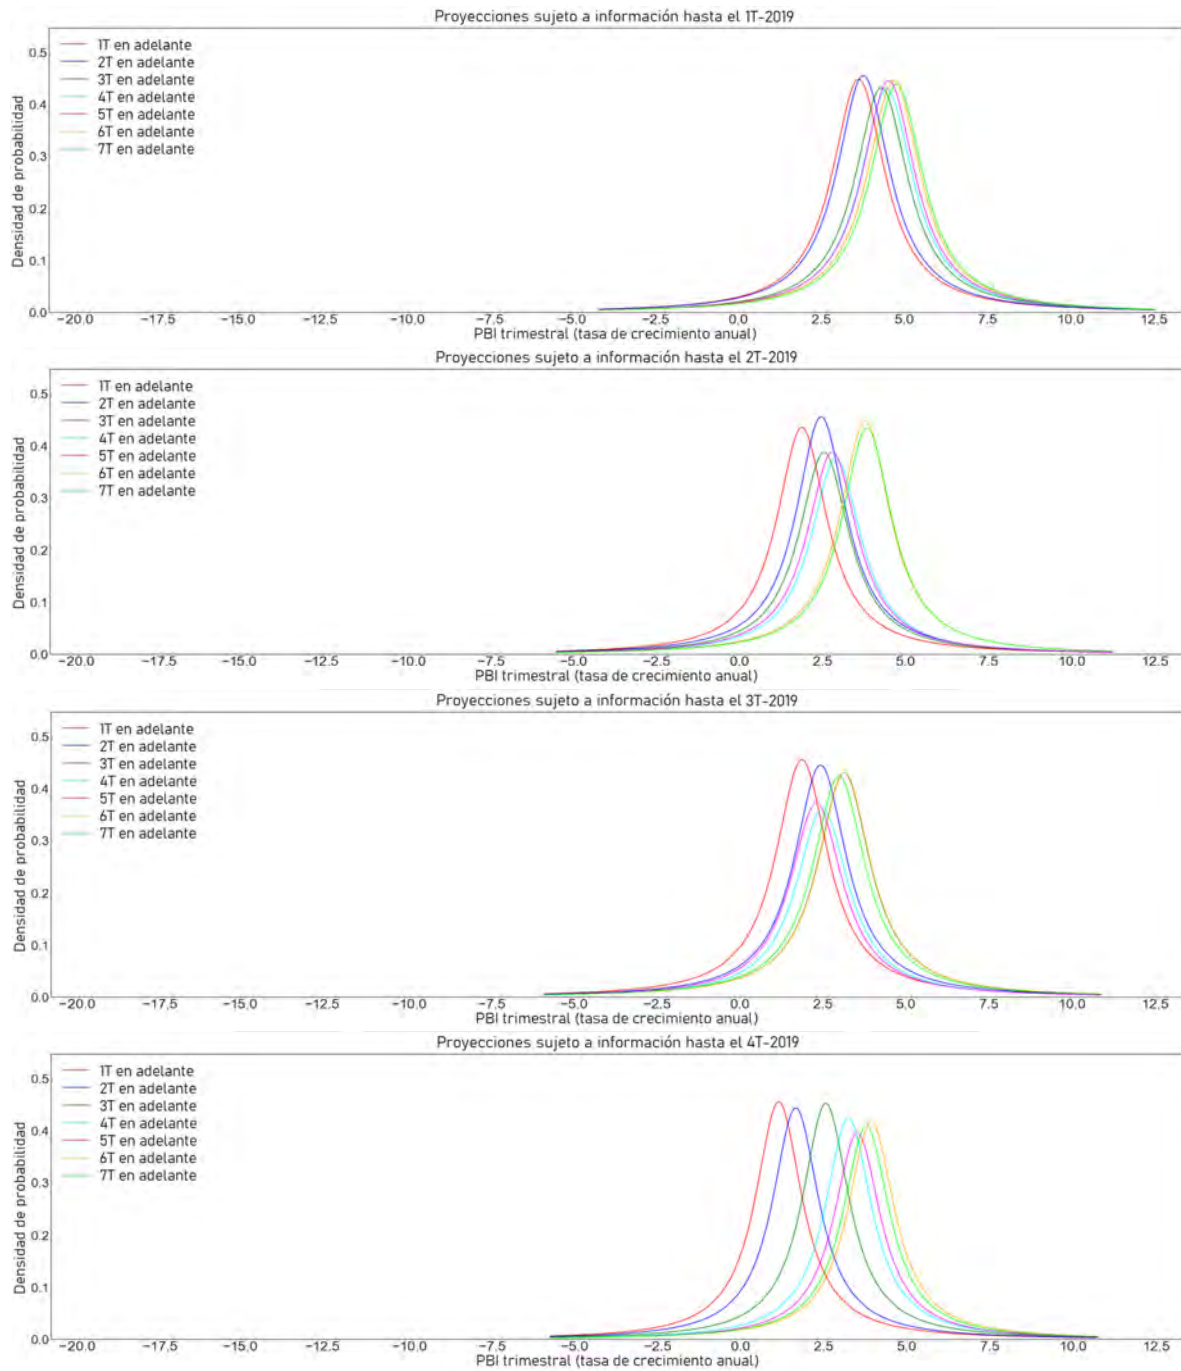 Proyecciones sujeto a información hasta el 1T-2019
Densidad de probabilidad
0.5
0.4
0.3
0.2
0.1
0.0
1T en adelante
2T en adelante
3T en adelante
4T en adelante
5T en adelante
6T en adelante
7T en adelante
−20.0 −17.5 −15.0 −12.5 −10.0 −7.5 −5.0 −2.5 0.0 2.5 5.0 7.5 10.0 12.5
PBI trimestral (tasa de crecimiento anual)
Proyecciones sujeto a información hasta el 2T-2019
Densidad de probabilidad
0.5
0.4
0.3
0.2
0.1
0.0
1T en adelante
2T en adelante
3T en adelante
4T en adelante
5T en adelante
6T en adelante
7T en adelante
−20.0 −17.5 −15.0 −12.5 −10.0 −7.5 −5.0 −2.5 0.0 2.5 5.0 7.5 10.0 12.5
PBI trimestral (tasa de crecimiento anual)
Proyecciones sujeto a información hasta el 3T-2019
Densidad de probabilidad
0.5
0.4
0.3
0.2
0.1
0.0
1T en adelante
2T en adelante
3T en adelante
4T en adelante
5T en adelante
6T en adelante
7T en adelante
−20.0 −17.5 −15.0 −12.5 −10.0 −7.5 −5.0 −2.5 0.0 2.5 5.0 7.5 10.0 12.5
PBI trimestral (tasa de crecimiento anual)
Proyecciones sujeto a información hasta el 4T-2019
Densidad de probabilidad
0.5
0.4
0.3
0.2
0.1
0.0
1T en adelante
2T en adelante
3T en adelante
4T en adelante
5T en adelante
6T en adelante
7T en adelante
−20.0 −17.5 −15.0 −12.5 −10.0 −7.5 −5.0 −2.5 0.0 2.5 5.0 7.5 10.0 12.5
PBI trimestral (tasa de crecimiento anual)